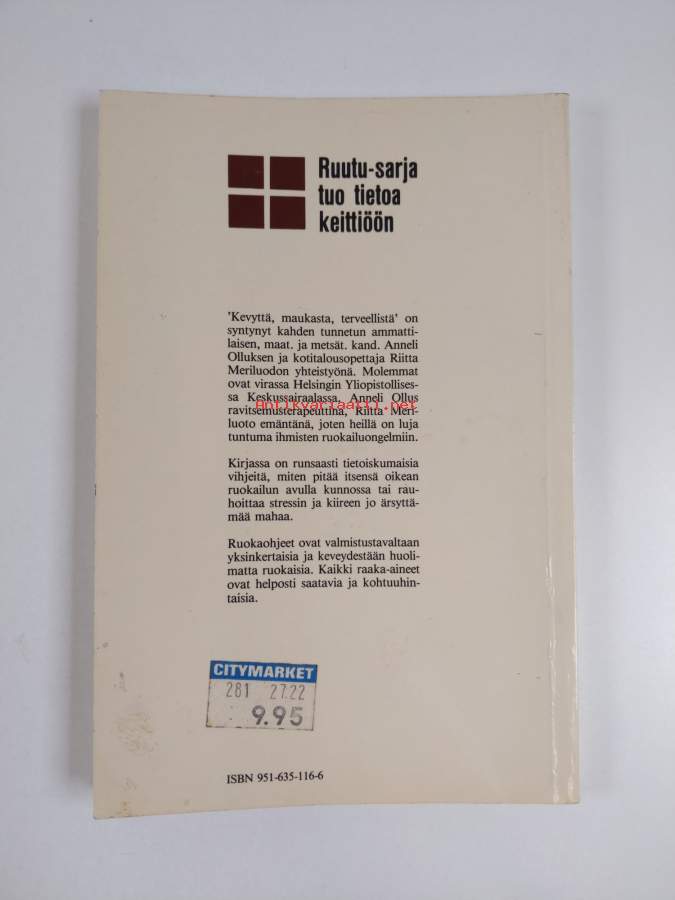 Ruutu-sarja
tuo tietoa
keittiöön
'Kevyttä, maukasta, terveellistä' on
syntynyt kahden tunnetun ammatti-
laisen, maat. ja metsät. kand. Anneli
Olluksen ja kotitalousopettaja Riitta
Meriluodon yhteistyönä. Molemmat
ovat virassa Helsingin Yliopistollises-
sa Keskussairaalassa, Anneli Ollus
Antikvariaatti.net
ravitsemusterapeuttina, Riitta Meri-
luoto emäntänä, joten heillä on luja
tuntuma ihmisten ruokailuongelmiin.
Kirjassa on runsaasti tietoiskumaisia
vihjeitä, miten pitää itsensä oikean
ruokailun avulla kunnossa tai rau-
hoittaa stressin ja kiireen jo ärsyttä-
mää mahaa.
Ruokaohjeet ovat valmistustavaltaan
yksinkertaisia ja keveydestään huoli-
matta ruokaisia. Kaikki raaka-aineet
ovat helposti saatavia ja kohtuuhin-
taisia.
CITYMARKET
281 27.22
9.95
ISBN 951-635-116-6